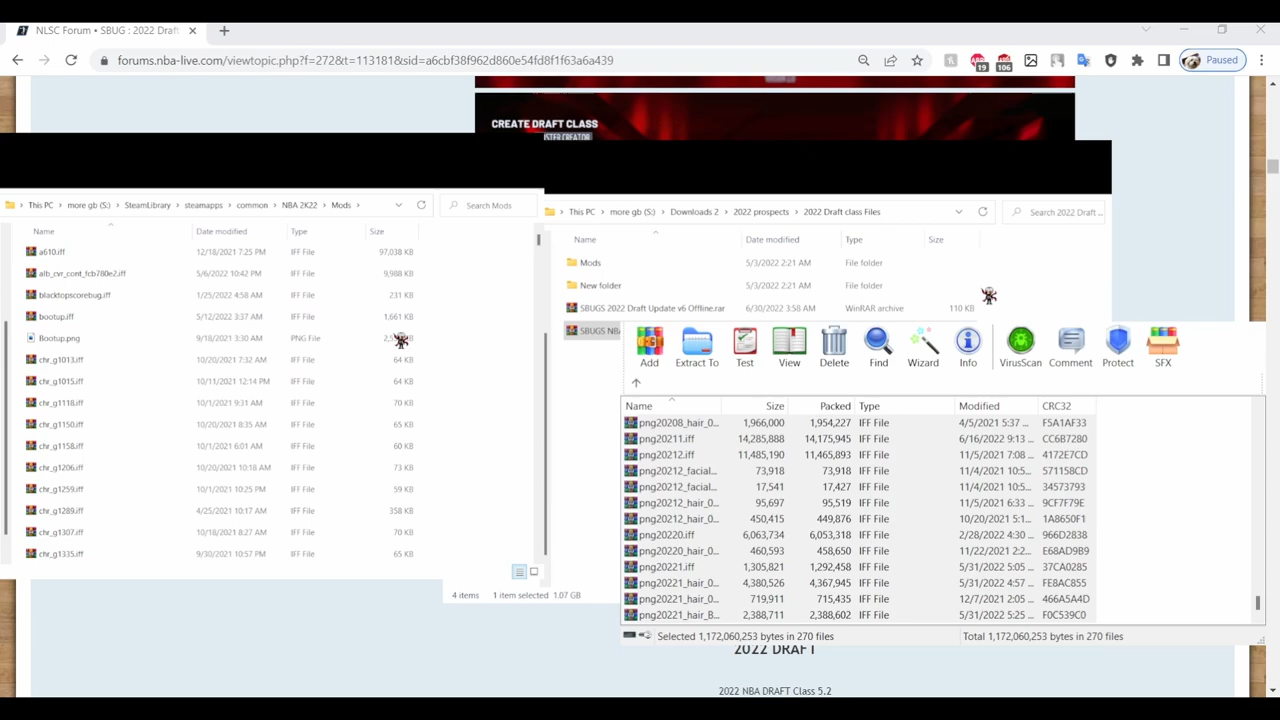 NLSC Forum • SBUG : 2022 Draft
forums.nba-live.com/viewtopic.php?f=272&t=113181&sid=a6cbf38f962d860e54fd8f1f63a6a439
19
106
Paused
CREATE DRAFT CLASS
This PC > more gb (S:) > SteamLibrary > steamapps > common > NBA 2K22 > Mods >
Search Mods
Name Date modified Type Size
a610.iff 12/18/2021 7:25 PM IFF File 97,038 KB
alb_cvr_cont_fcb780e2.iff 5/6/2022 10:42 PM IFF File 9,988 KB
blacktopscorebug.iff 1/25/2022 4:58 AM IFF File 231 KB
bootup.iff 5/12/2022 3:37 AM IFF File 1,661 KB
Bootup.png 9/18/2021 3:30 AM PNG File
chr_g1013.iff 10/20/2021 7:32 AM IFF File 64 KB
chr_g1015.iff 10/11/2021 12:14 PM IFF File 64 KB
chr_g1118.iff 10/1/2021 9:31 AM IFF File 70 KB
chr_g1150.iff 10/20/2021 8:35 AM IFF File 65 KB
chr_g1158.iff 10/1/2021 6:01 AM IFF File 60 KB
chr_g1206.iff 10/20/2021 10:18 AM IFF File 73 KB
chr_g1259.iff 10/1/2021 10:25 PM IFF File 59 KB
chr_g1289.iff 4/25/2021 10:17 AM IFF File 358 KB
chr_g1307.iff 10/18/2021 8:27 AM IFF File 70 KB
chr_g1335.iff 9/30/2021 10:57 PM IFF File 65 KB
This PC > more gb (S:) > Downloads 2 > 2022 prospects > 2022 Draft class Files
Search 2022 Draft ...
Name Date modified Type Size
Mods 5/3/2022 2:21 AM File folder
New folder 5/3/2022 2:21 AM File folder
SBUGS 2022 Draft Update v6 Offline.rar 6/30/2022 3:58 AM WinRAR archive 110 KB
SBUGS NBA
4 items 1 item selected 1.07 GB
Add Extract To Test View Delete Find Wizard Info VirusScan Comment Protect SFX
Name Size Packed Type Modified CRC32
png20208_hair_0... 1,966,000 1,954,227 IFF File 4/5/2021 5:37 ... F5A1AF33
png20211.iff 14,285,888 14,175,945 IFF File 6/16/2022 9:13 ... CC6B7280
png20212.iff 11,485,190 11,465,893 IFF File 11/5/2021 7:08 ... 4172E7CD
png20212_facial... 73,918 73,918 IFF File 11/4/2021 10:5... 571158CD
png20212_facial... 17,541 17,427 IFF File 11/4/2021 10:5... 34573793
png20212_hair_0... 95,697 95,519 IFF File 11/5/2021 6:33 ... 9CF7F79E
png20212_hair_0... 450,415 449,876 IFF File 10/20/2021 5:1... 1A8650F1
png20220.iff 6,063,734 6,053,318 IFF File 2/28/2022 4:30 ... 966D2838
png20220_hair_0... 460,593 458,650 IFF File 11/22/2021 2:2... E68AD9B9
png20221.iff 1,305,821 1,292,458 IFF File 5/31/2022 5:05 ... 37CA0285
png20221_hair_0... 4,380,526 4,367,945 IFF File 5/31/2022 4:57 ... FE8AC855
png20221_hair_0... 719,911 715,435 IFF File 12/7/2021 2:05 ... 466A5A4D
png20221_hair_B... 2,388,711 2,388,602 IFF File 5/31/2022 5:25 ... F0C539C0
Selected 1,172,060,253 bytes in 270 files Total 1,172,060,253 bytes in 270 files
2022 DRAFT
2022 NBA DRAFT Class 5.2